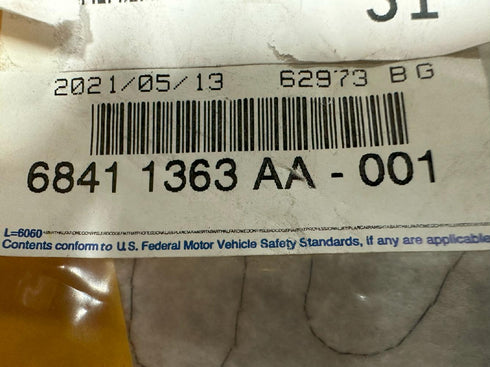 31
2021/05/13 62973 BG
6841 1363 AA - 001
L=6060
Contents conform to U.S. Federal Motor Vehicle Safety Standards, if any are applicable